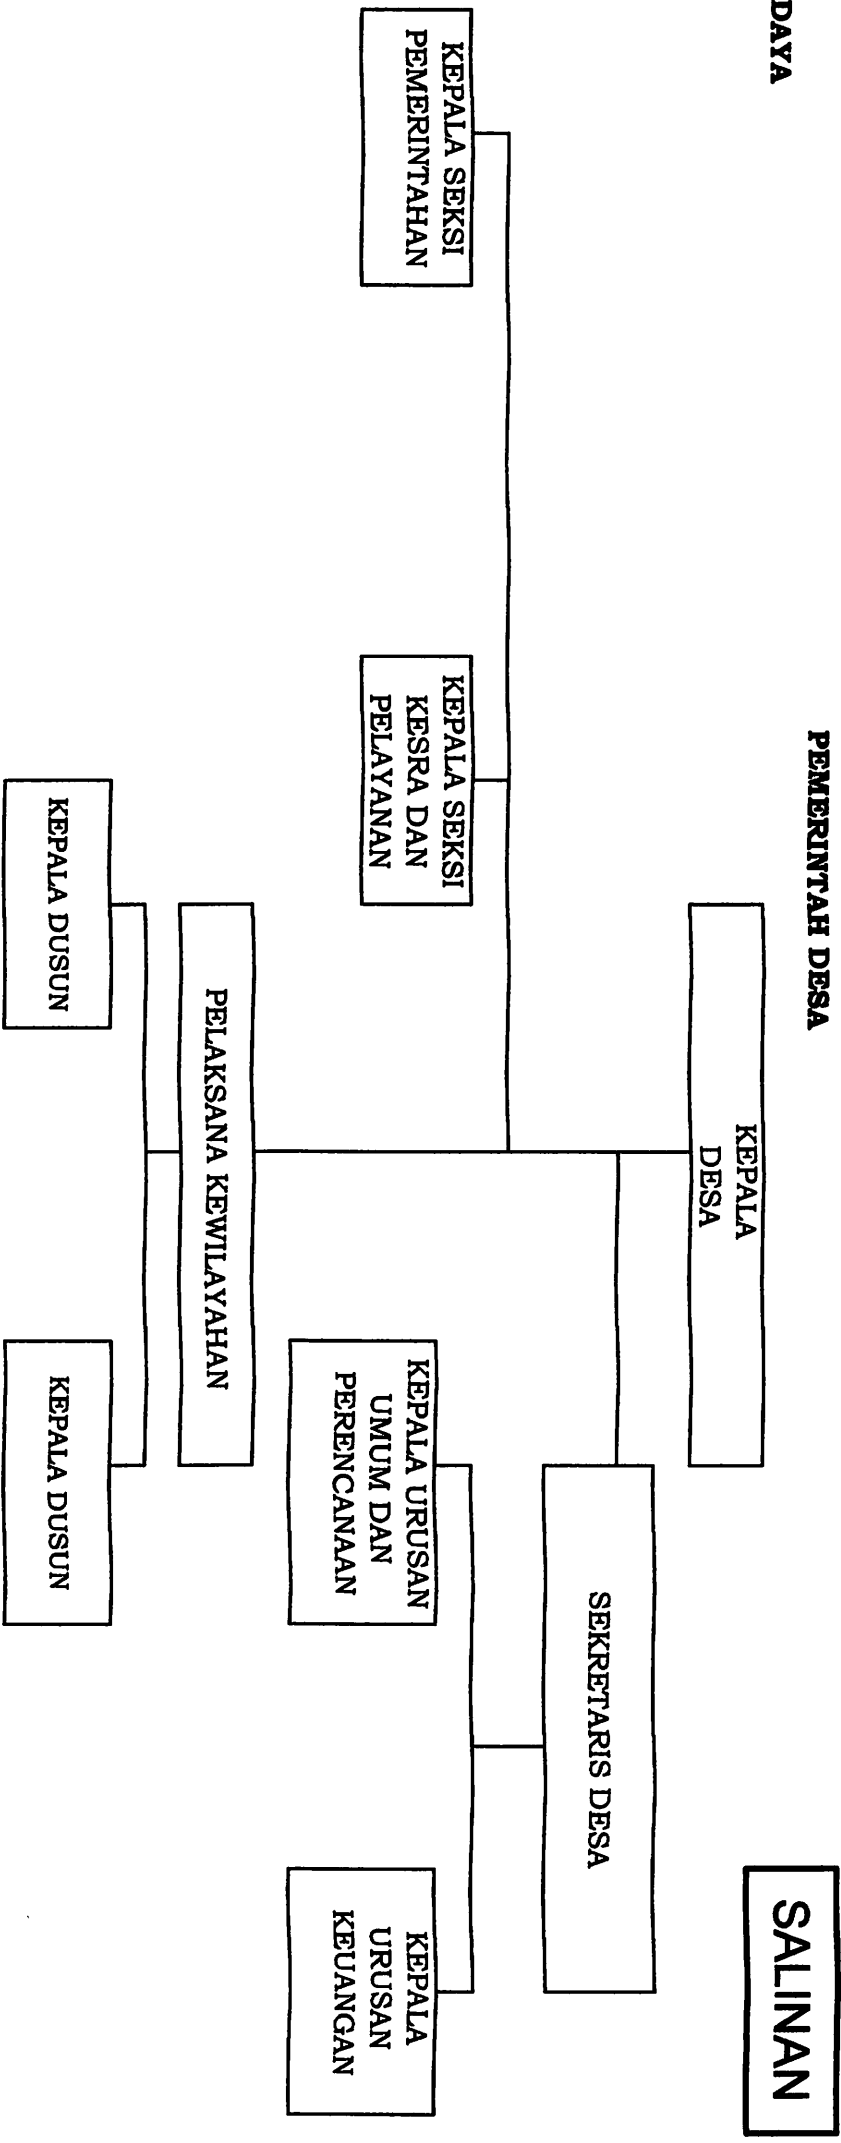 SALINAN
PEMERINTAH DESA
DAYA
KEPALA
DESA
SEKRETARIS DESA
KEPALA SEKSI
PEMERINTAHAN
KEPALA SEKSI
KESRA DAN
PELAYANAN
KEPALA URUSAN
UMUM DAN
PERENCANAAN
KEPALA
URUSAN
KEUANGAN
PELAKSANA KEWILAYAHAN
KEPALA DUSUN
KEPALA DUSUN